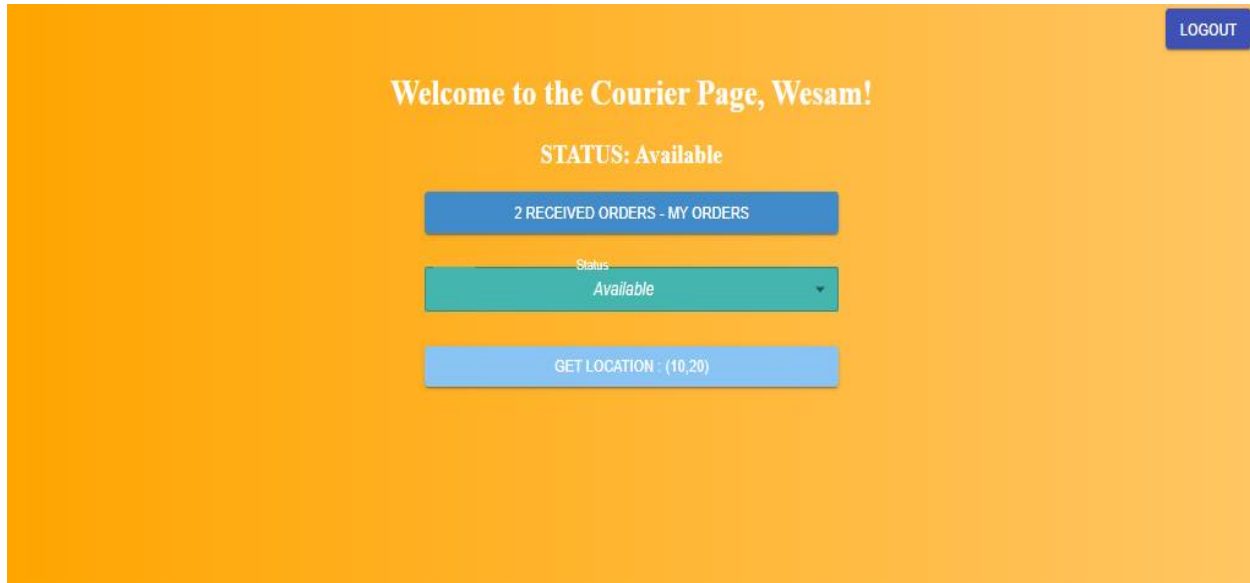 LOGOUT
Welcome to the Courier Page, Wesam!
STATUS: Available
2 RECEIVED ORDERS - MY ORDERS
Status
Available
GET LOCATION : (10,20)